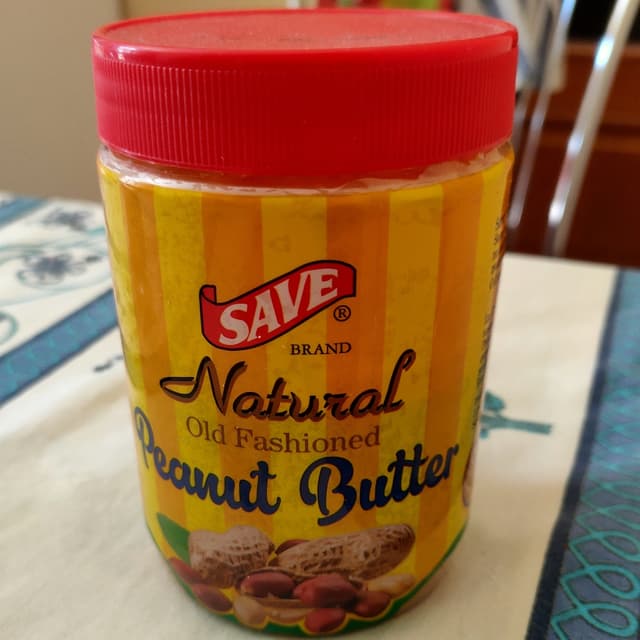 SAVE
®
BRAND
Natural
Old Fashioned
Peanut Butter